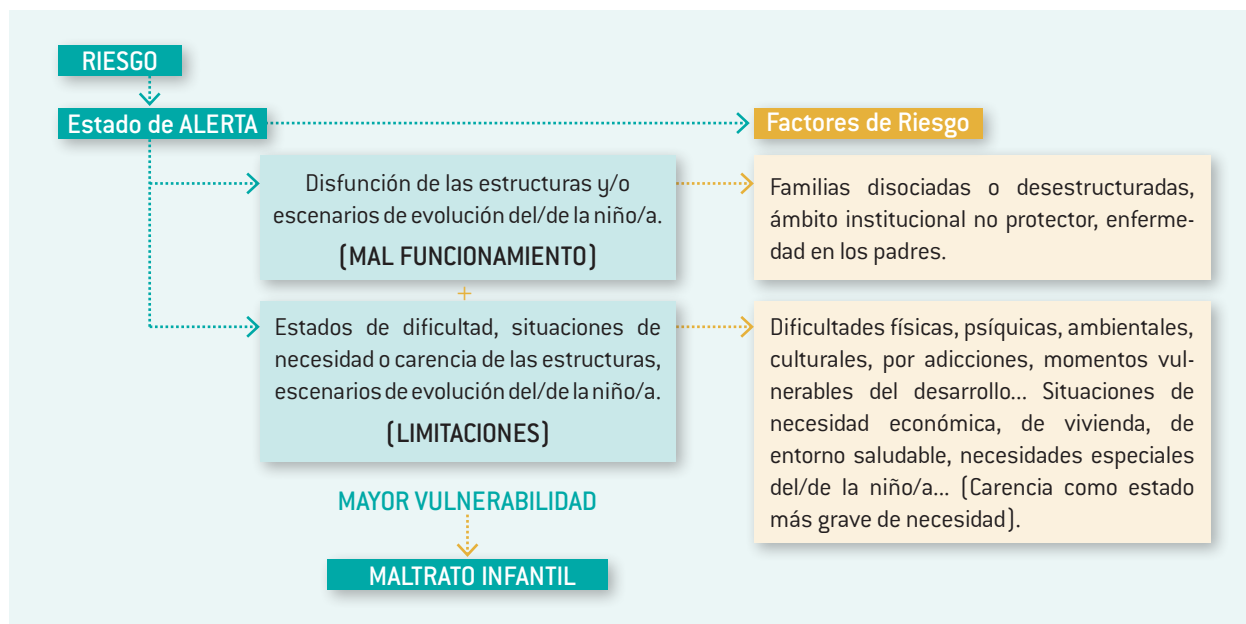 RIESGO
Estado de ALERTA
Factores de Riesgo
Disfunción de las estructuras y/o
escenarios de evolución del/de la niño/a.
(MAL FUNCIONAMIENTO)
Familias disociadas o desestructuradas,
ámbito institucional no protector, enferme-
dad en los padres.
+
Estados de dificultad, situaciones de
necesidad o carencia de las estructuras,
escenarios de evolución del/de la niño/a.
(LIMITACIONES)
Dificultades físicas, psíquicas, ambientales,
culturales, por adicciones, momentos vul-
nerables del desarrollo... Situaciones de
necesidad económica, de vivienda, de
entorno saludable, necesidades especiales
del/de la niño/a... (Carencia como estado
más grave de necesidad).
MAYOR VULNERABILIDAD
MALTRATO INFANTIL